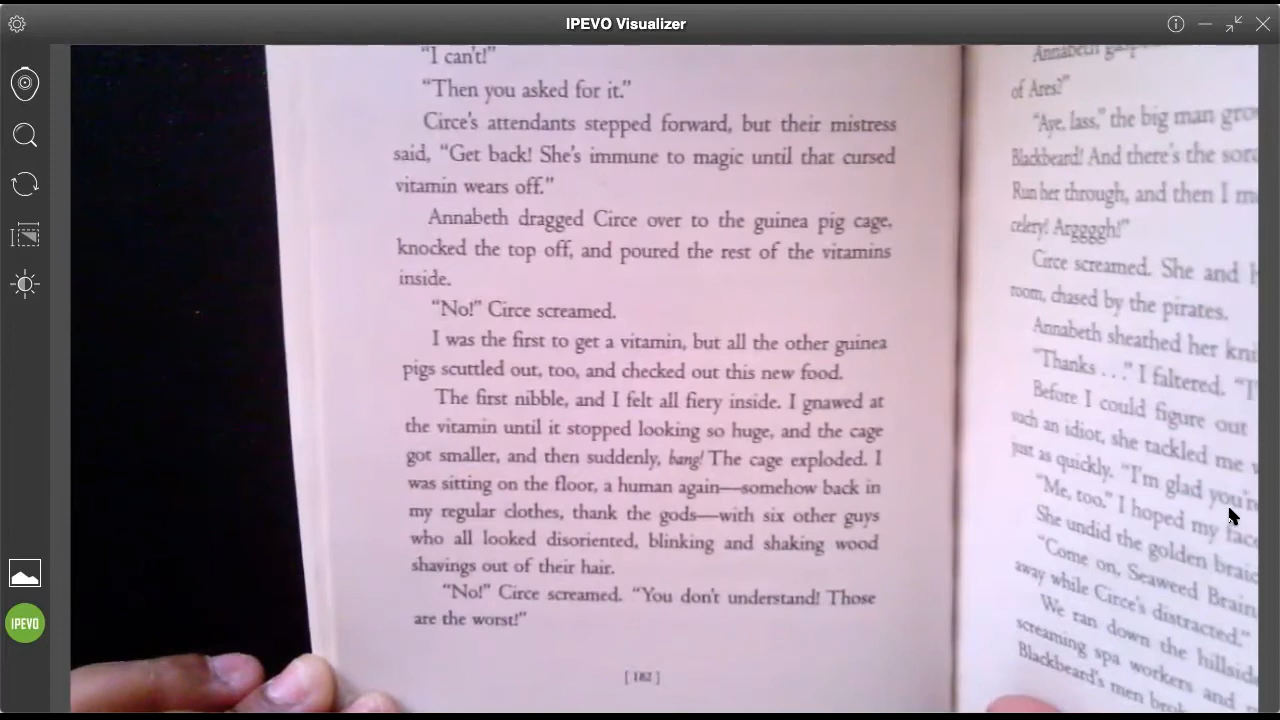 IPEVO Visualizer
"I can't!"
"Then you asked for it."
Circe's attendants stepped forward, but their mistress
said, "Get back! She's immune to magic until that cursed
vitamin wears off."
Annabeth dragged Circe over to the guinea pig cage,
knocked the top off, and poured the rest of the vitamins
inside.
"No!" Circe screamed.
I was the first to get a vitamin, but all the other guinea
pigs scuttled out, too, and checked out this new food.
The first nibble, and I felt all fiery inside. I gnawed at
the vitamin until it stopped looking so huge, and the cage
got smaller, and then suddenly, bang! The cage exploded. I
was sitting on the floor, a human again—somehow back in
my regular clothes, thank the gods—with six other guys
who all looked disoriented, blinking and shaking wood
shavings out of their hair.
"No!" Circe screamed. "You don't understand! Those
are the worst!"
[ 182 ]
Annabeth
of Ares?"
"Aye, lass," the big man
Blackbeard! And there's the
Run her through, and then I
celery! Arggggh!"
Circe screamed. She and
room, chased by the pirates.
Annabeth sheathed her
"Thanks . . ." I faltered.
Before I could figure out
such an idiot, she tackled me
just as quickly. "I'm glad
"Me, too." I hoped my
She undid the golden
"Come on, Seaweed Brain
away while Circe's distracted."
We ran down the
screaming spa workers and
Blackbeard's men
IPEVO